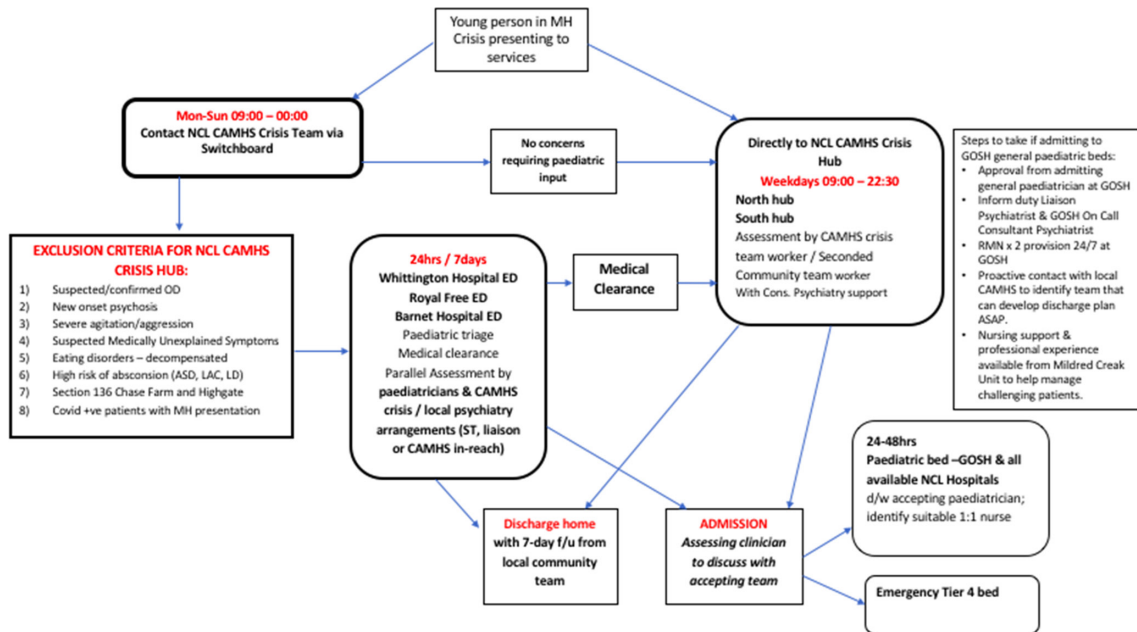 Young person in MH
Crisis presenting to
services
Mon-Sun 09:00 – 00:00
Contact NCL CAMHS Crisis Team via
Switchboard
No concerns
requiring paediatric
input
Directly to NCL CAMHS Crisis
Hub
Weekdays 09:00 – 22:30
North hub
South hub
Assessment by CAMHS crisis
team worker / Seconded
Community team worker
With Cons. Psychiatry support
Steps to take if admitting to
GOSH general paediatric beds:
• Approval from admitting
general paediatrician at GOSH
• Inform duty Liaison
Psychiatrist & GOSH On Call
Consultant Psychiatrist
• RMN x 2 provision 24/7 at
GOSH
• Proactive contact with local
CAMHS to identify team that
can develop discharge plan
ASAP.
• Nursing support &
professional experience
available from Mildred Creak
Unit to help manage
challenging patients.
EXCLUSION CRITERIA FOR NCL CAMHS
CRISIS HUB:
1) Suspected/confirmed OD
2) New onset psychosis
3) Severe agitation/aggression
4) Suspected Medically Unexplained Symptoms
5) Eating disorders – decompensated
6) High risk of absconsion (ASD, LAC, LD)
7) Section 136 Chase Farm and Highgate
8) Covid +ve patients with MH presentation
24hrs / 7days
Whittington Hospital ED
Royal Free ED
Barnet Hospital ED
Paediatric triage
Medical clearance
Parallel Assessment by
paediatricians & CAMHS
crisis / local psychiatry
arrangements (ST, liaison
or CAMHS in-reach)
Medical
Clearance
Discharge home
with 7-day f/u from
local community
team
ADMISSION
Assessing clinician
to discuss with
accepting team
24-48hrs
Paediatric bed –GOSH & all
available NCL Hospitals
d/w accepting paediatrician;
identify suitable 1:1 nurse
Emergency Tier 4 bed